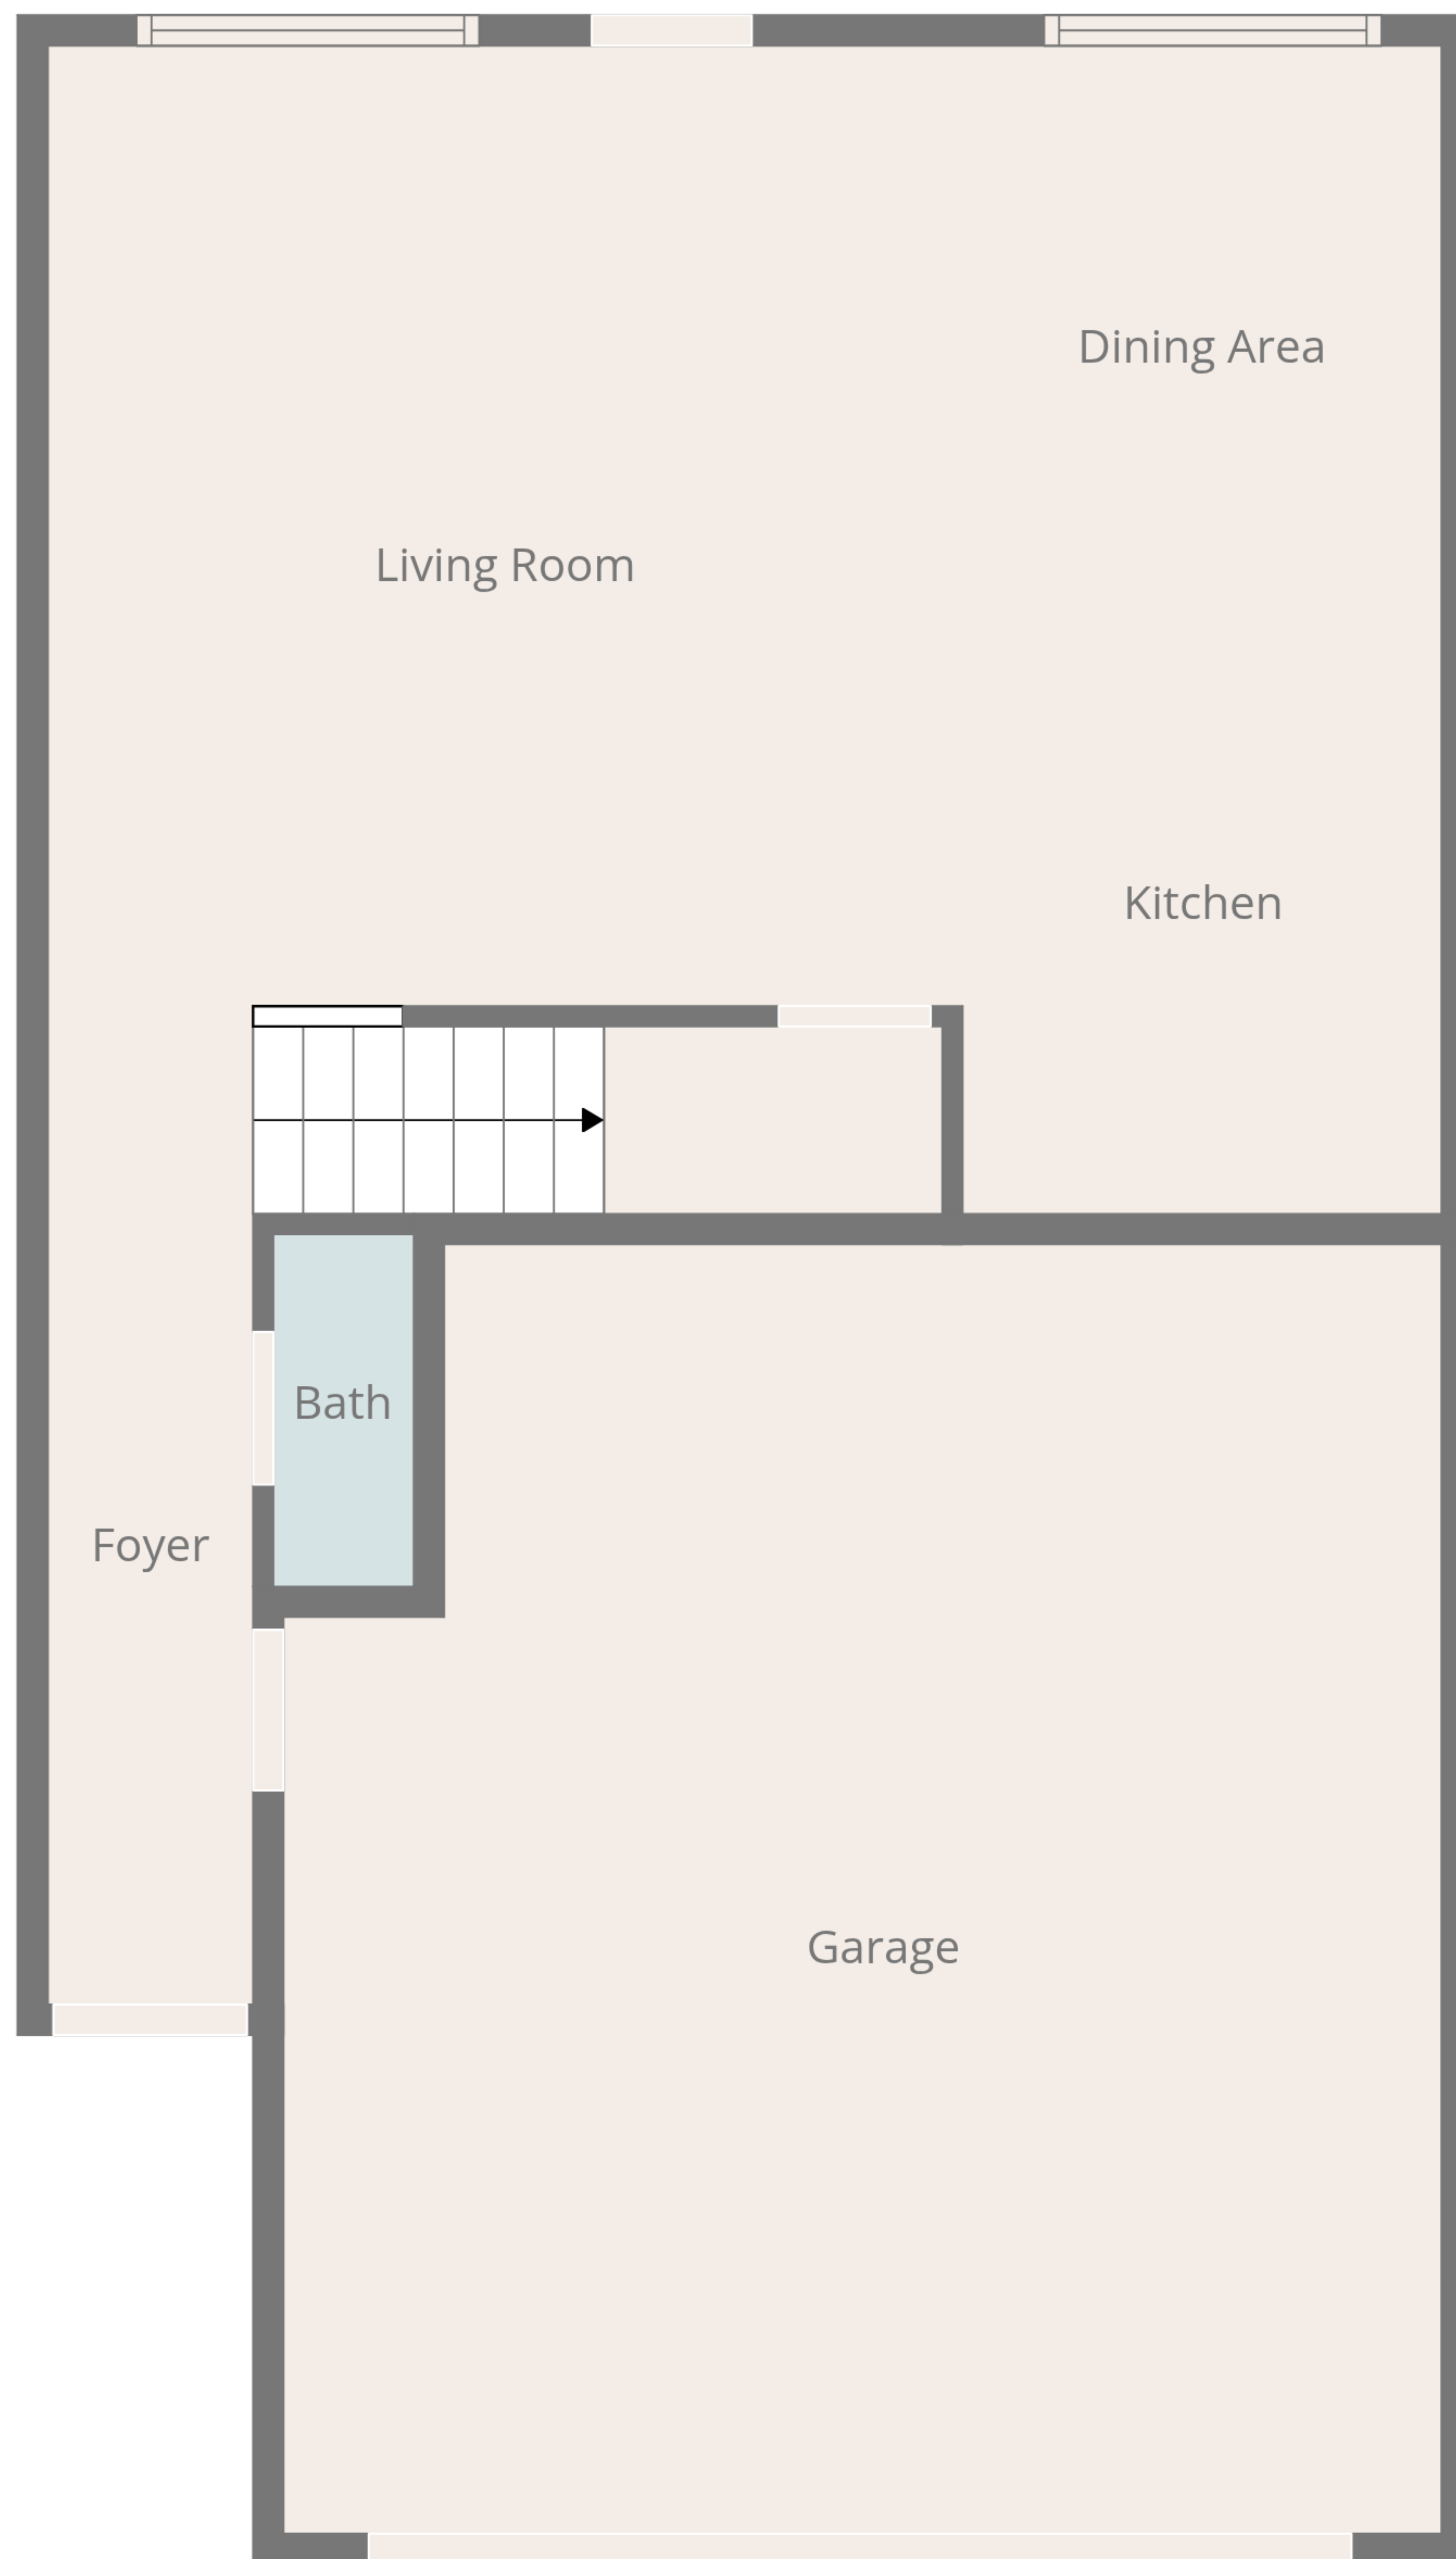 Dining Area
Living Room
Kitchen
Bath
Foyer
Garage